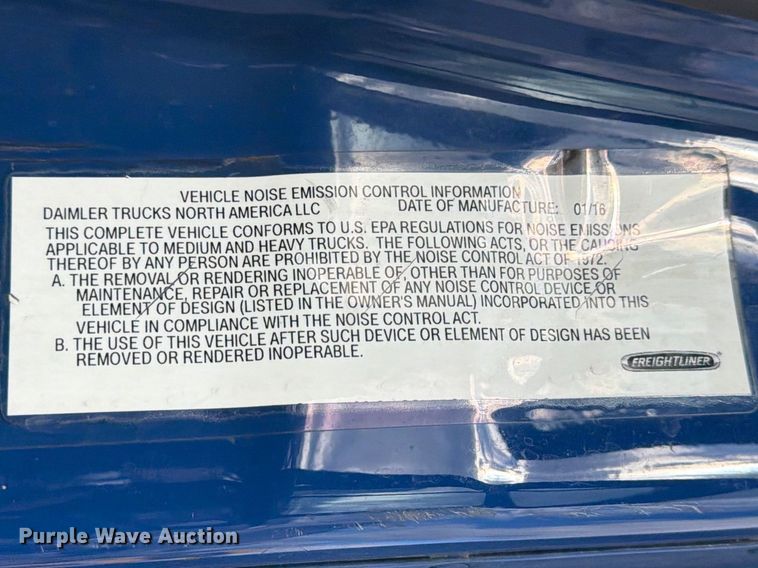 VEHICLE NOISE EMISSION CONTROL INFORMATION
DAIMLER TRUCKS NORTH AMERICA LLC DATE OF MANUFACTURE: 01/16
THIS COMPLETE VEHICLE CONFORMS TO U.S. EPA REGULATIONS FOR NOISE EMISSIONS
APPLICABLE TO MEDIUM AND HEAVY TRUCKS. THE FOLLOWING ACTS, OR THE CAUSING
THEREOF BY ANY PERSON ARE PROHIBITED BY THE NOISE CONTROL ACT OF 1972.
A. THE REMOVAL OR RENDERING INOPERABLE OF, OTHER THAN FOR PURPOSES OF
MAINTENANCE, REPAIR OR REPLACEMENT OF ANY NOISE CONTROL DEVICE OR
ELEMENT OF DESIGN (LISTED IN THE OWNER'S MANUAL) INCORPORATED INTO THIS
VEHICLE IN COMPLIANCE WITH THE NOISE CONTROL ACT.
B. THE USE OF THIS VEHICLE AFTER SUCH DEVICE OR ELEMENT OF DESIGN HAS BEEN
REMOVED OR RENDERED INOPERABLE.
FREIGHTLINER
Purple Wave Auction